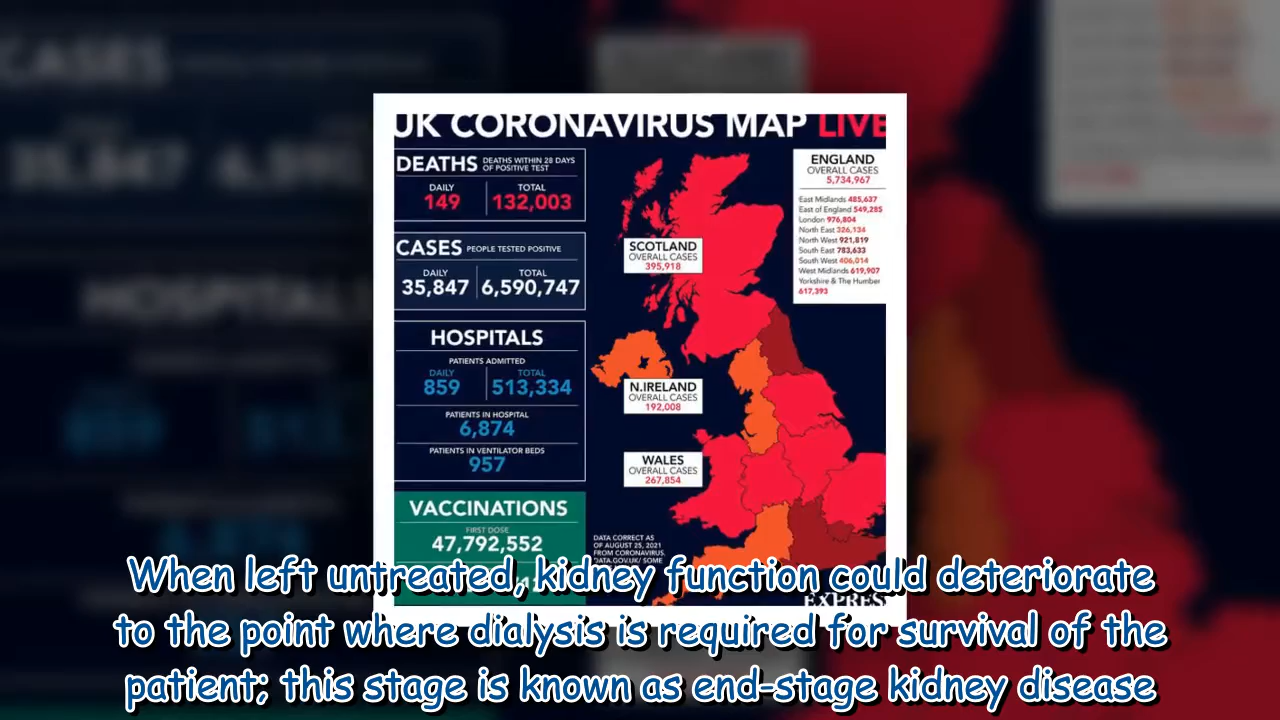 UK CORONAVIRUS MAP LIVE
DEATHS DEATHS WITHIN 28 DAYS
OF POSITIVE TEST
DAILY TOTAL
149 132,003
CASES PEOPLE TESTED POSITIVE
DAILY TOTAL
35,847 6,590,747
HOSPITALS
PATIENTS ADMITTED
DAILY TOTAL
859 513,334
PATIENTS IN HOSPITAL
6,874
PATIENTS IN VENTILATOR BEDS
957
VACCINATIONS
FIRST DOSE
47,792,552
SCOTLAND
OVERALL CASES
395,918
N.IRELAND
OVERALL CASES
192,008
WALES
OVERALL CASES
267,854
ENGLAND
OVERALL CASES
5,734,967
East Midlands 485,637
East of England 549,285
London 976,804
North East 326,134
North West 921,819
South East 783,633
South West 406,014
West Midlands 619,907
Yorkshire & The Humber
617,393
DATA CORRECT AS
OF AUGUST 25, 2021
FROM CORONAVIRUS.
DATA.GOV.UK/ SOME
EXPRESS
When left untreated, kidney function could deteriorate
to the point where dialysis is required for survival of the
patient; this stage is known as end-stage kidney disease